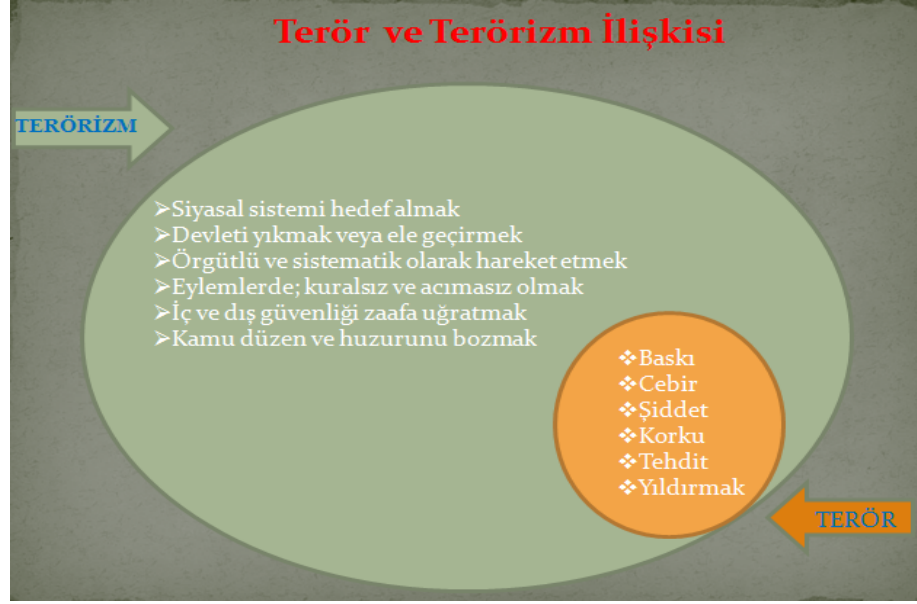 Terör ve Terörizm İlişkisi
TERÖRİZM
➢Siyasal sistemi hedef almak
➢Devleti yıkmak veya ele geçirmek
➢Örgütlü ve sistematik olarak hareket etmek
➢Eylemlerde; kuralsız ve acımasız olmak
➢İç ve dış güvenliği zaafa uğratmak
➢Kamu düzen ve huzurunu bozmak
❖Baskı
❖Cebir
❖Şiddet
❖Korku
❖Tehdit
❖Yıldırmak
TERÖR